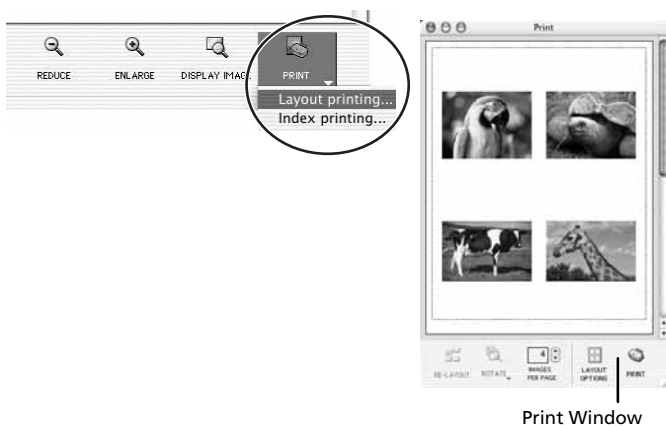 REDUCE
ENLARGE
DISPLAY IMAGE
PRINT
Layout printing...
Index printing...
Print
4
RE-LAYOUT
ROTATE
IMAGES
PER PAGE
LAYOUT
OPTIONS
PRINT
Print Window